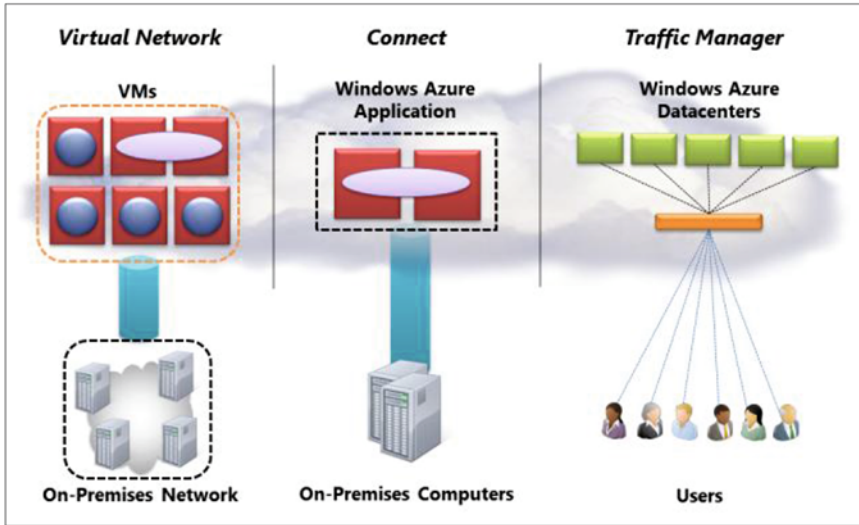 Virtual Network
Connect
Traffic Manager
VMs
Windows Azure
Application
Windows Azure
Datacenters
On-Premises Network
On-Premises Computers
Users